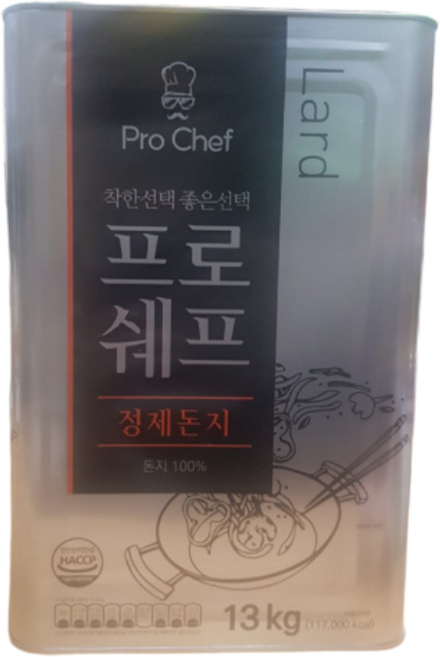 Pro Chef
Lard
착한선택 좋은선택
프로
쉐프
정제돈지
돈지 100%
HACCP
13 kg (117,000 kcal)